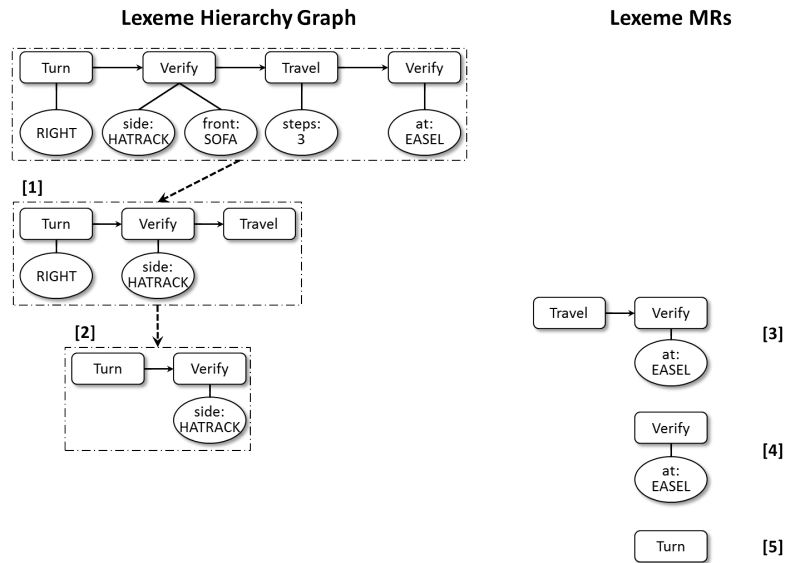 Lexeme Hierarchy Graph
Lexeme MRs
Turn
Verify
Travel
Verify
RIGHT
side:
HATRACK
front:
SOFA
steps:
3
at:
EASEL
[1]
Turn
Verify
Travel
RIGHT
side:
HATRACK
[2]
Turn
Verify
side:
HATRACK
Travel
Verify
at:
EASEL
[3]
Verify
at:
EASEL
[4]
Turn
[5]